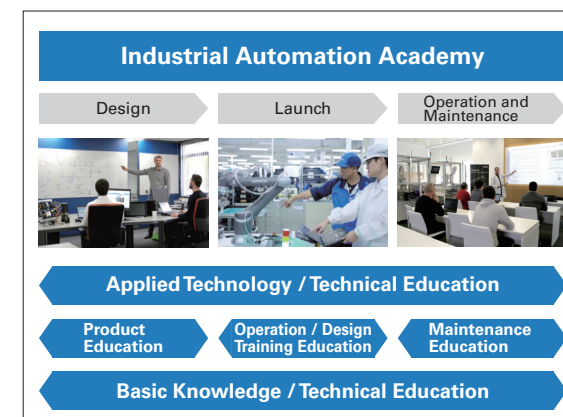 Industrial Automation Academy
Design
Launch
Operation and
Maintenance
Applied Technology / Technical Education
Product
Education
Operation / Design
Training Education
Maintenance
Education
Basic Knowledge / Technical Education